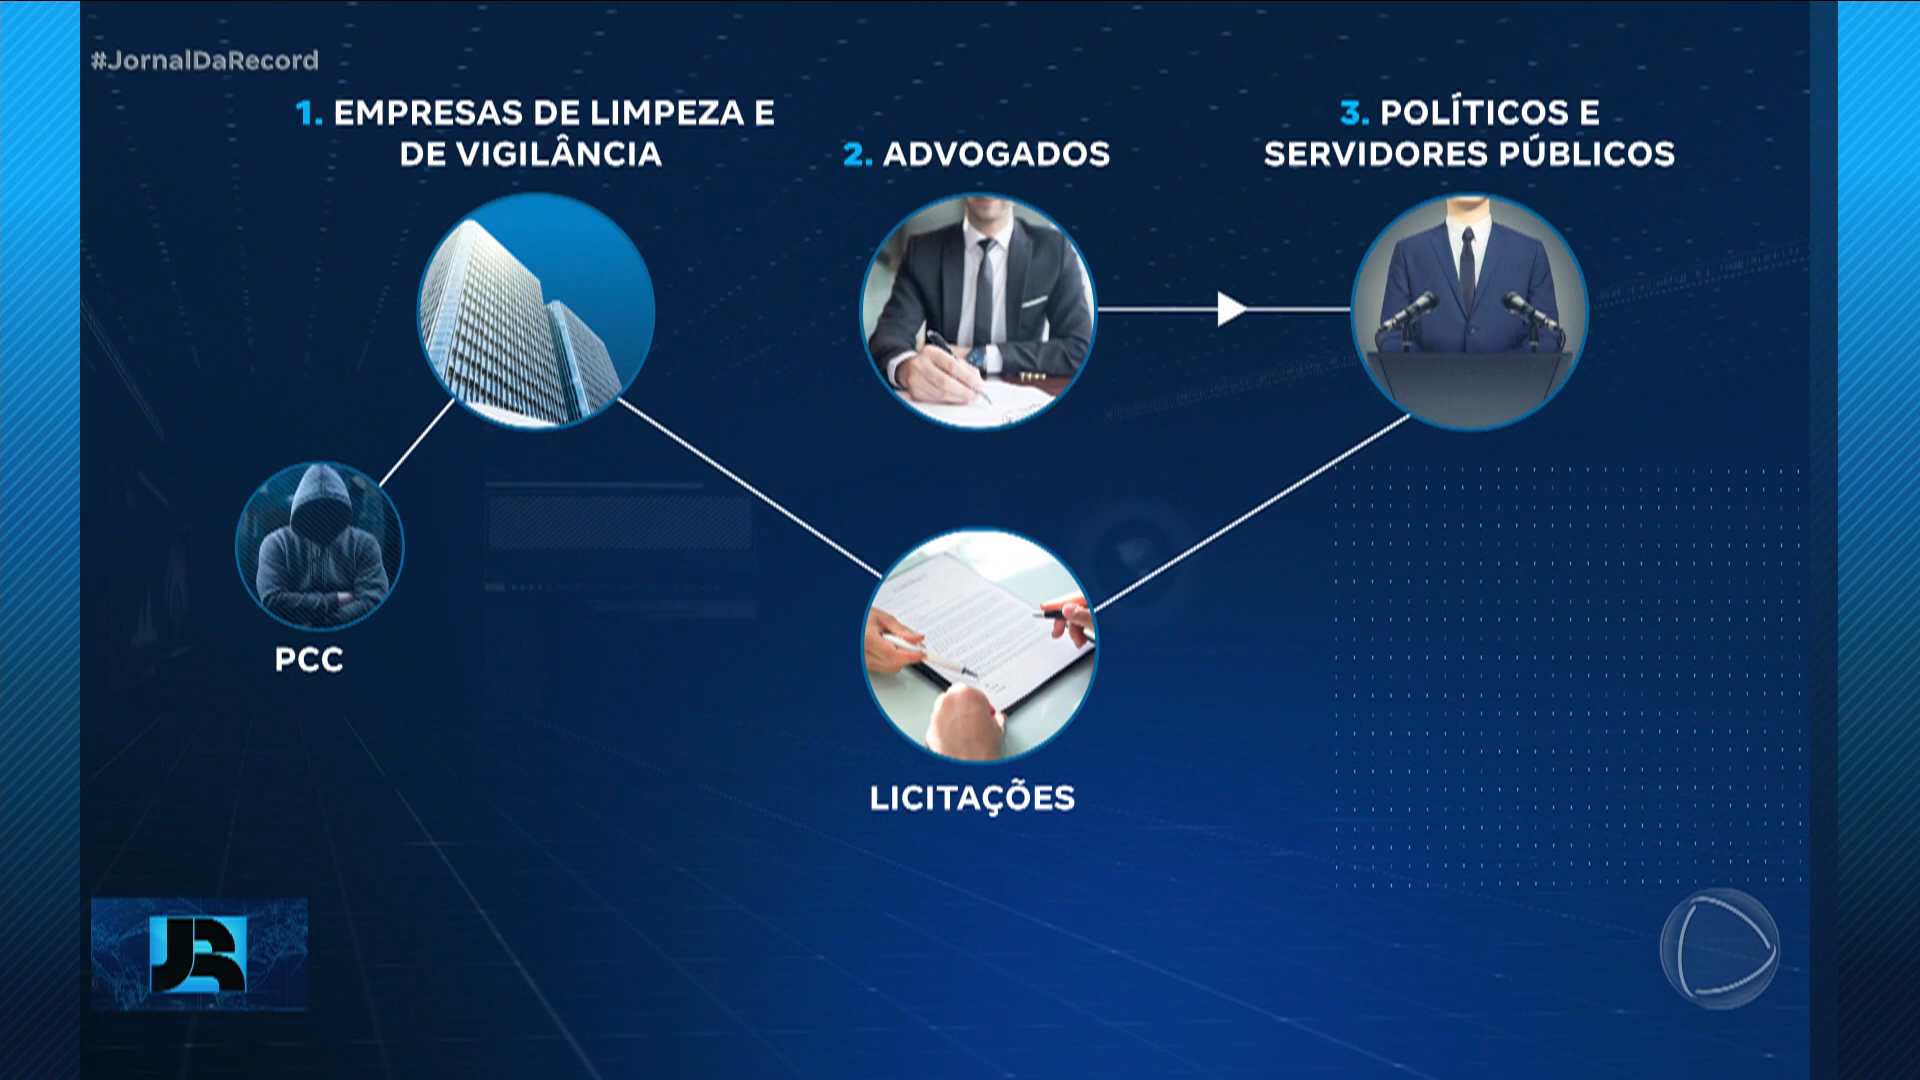 #JornalDaRecord
1. EMPRESAS DE LIMPEZA E
DE VIGILÂNCIA
2. ADVOGADOS
3. POLÍTICOS E
SERVIDORES PÚBLICOS
PCC
LICITAÇÕES
JR